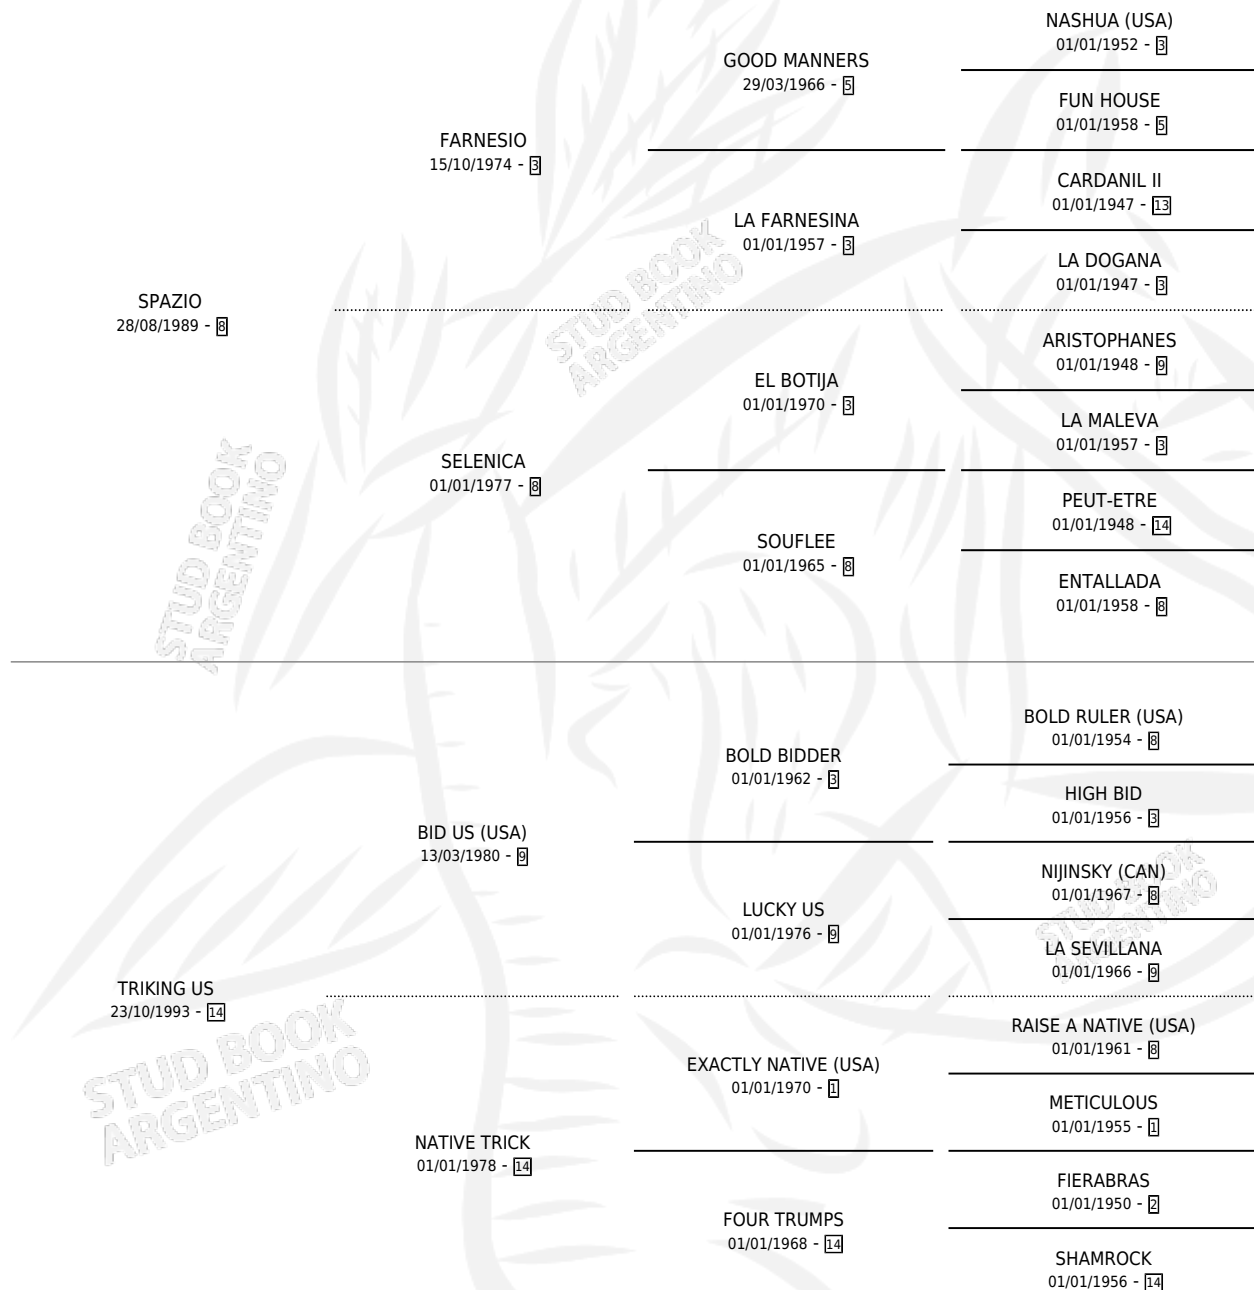 NASHUA (USA)
01/01/1952 - 3
GOOD MANNERS
29/03/1966 - 5
FUN HOUSE
01/01/1958 - 5
FARNESIO
15/10/1974 - 3
CARDANIL II
01/01/1947 - 13
LA FARNESINA
01/01/1957 - 3
LA DOGANA
01/01/1947 - 3
SPAZIO
28/08/1989 - 8
STUD BOOK
ARGENTINO
ARISTOPHANES
01/01/1948 - 9
EL BOTIJA
01/01/1970 - 3
LA MALEVA
01/01/1957 - 3
SELENICA
01/01/1977 - 8
PEUT-ETRE
01/01/1948 - 14
SOUFLEE
01/01/1965 - 8
ENTALLADA
01/01/1958 - 8
STUD BOOK
ARGENTINO
BOLD RULER (USA)
01/01/1954 - 8
BOLD BIDDER
01/01/1962 - 3
HIGH BID
01/01/1956 - 3
BID US (USA)
13/03/1980 - 9
NIJINSKY (CAN)
01/01/1967 - 8
LUCKY US
01/01/1976 - 9
STUD BOOK
ARGENTINO
LA SEVILLANA
01/01/1966 - 9
TRIKING US
23/10/1993 - 14
RAISE A NATIVE (USA)
01/01/1961 - 8
EXACTLY NATIVE (USA)
01/01/1970 - 1
STUD BOOK
ARGENTINO
METICULOUS
01/01/1955 - 1
NATIVE TRICK
01/01/1978 - 14
FIERABRAS
01/01/1950 - 2
FOUR TRUMPS
01/01/1968 - 14
SHAMROCK
01/01/1956 - 14